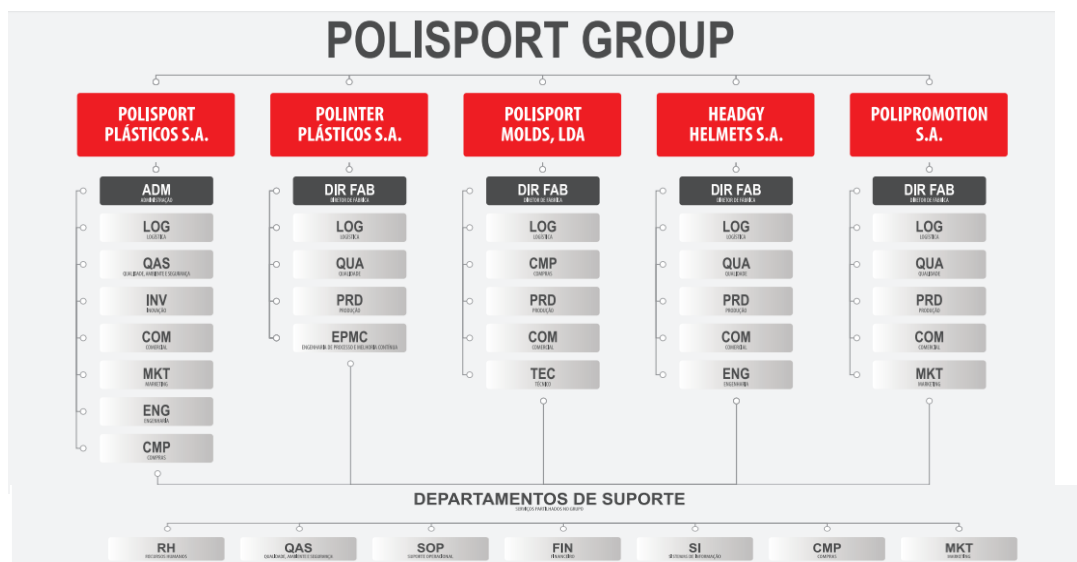 POLISPORT GROUP
POLISPORT
PLÁSTICOS S.A.
POLINTER
PLÁSTICOS S.A.
POLISPORT
MOLDS, LDA
HEADGY
HELMETS S.A.
POLIPROMOTION
S.A.
ADM
ADMINISTRAÇÃO
LOG
LOGÍSTICA
QAS
QUALIDADE, AMBIENTE E SEGURANÇA
INV
INOVAÇÃO
COM
COMERCIAL
MKT
MARKETING
ENG
ENGENHARIA
CMP
COMPRAS
DIR FAB
DIRETOR DE FÁBRICA
LOG
LOGÍSTICA
QUA
QUALIDADE
PRD
PRODUÇÃO
EPMC
ENGENHARIA DE PROCESSO E MELHORIA CONTÍNUA
DIR FAB
DIRETOR DE FÁBRICA
LOG
LOGÍSTICA
CMP
COMPRAS
PRD
PRODUÇÃO
COM
COMERCIAL
TEC
TÉCNICO
DIR FAB
DIRETOR DE FÁBRICA
LOG
LOGÍSTICA
QUA
QUALIDADE
PRD
PRODUÇÃO
COM
COMERCIAL
ENG
ENGENHARIA
DIR FAB
DIRETOR DE FÁBRICA
LOG
LOGÍSTICA
QUA
QUALIDADE
PRD
PRODUÇÃO
COM
COMERCIAL
MKT
MARKETING
DEPARTAMENTOS DE SUPORTE
SERVIÇOS PARTILHADOS NO GRUPO
RH
RECURSOS HUMANOS
QAS
QUALIDADE, AMBIENTE E SEGURANÇA
SOP
SUPORTE OPERACIONAL
FIN
FINANCEIRO
SI
SISTEMAS DE INFORMAÇÃO
CMP
COMPRAS
MKT
MARKETING